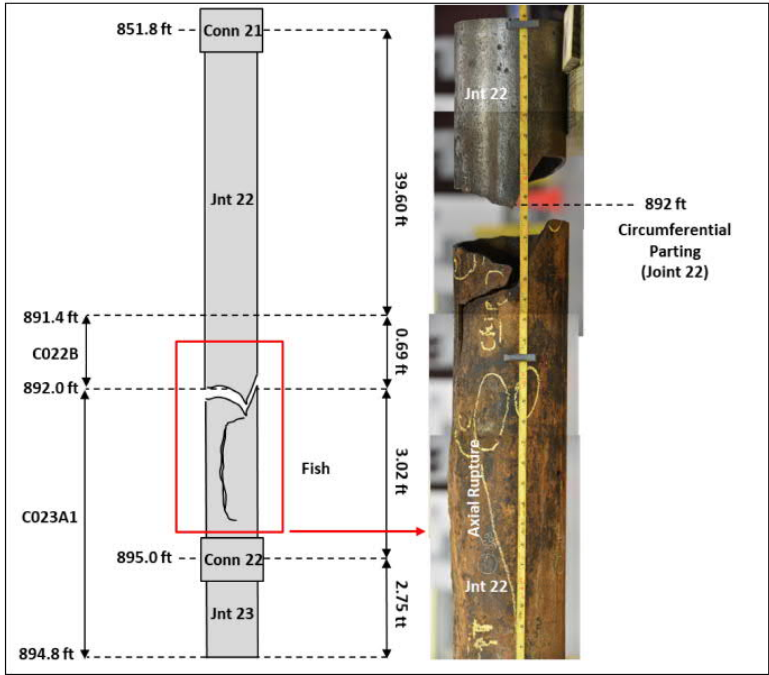 851.8 ft
Conn 21
Jnt 22
39.60 ft
891.4 ft
C022B
0.69 ft
892.0 ft
C023A1
Fish
3.02 ft
895.0 ft
Conn 22
Jnt 23
2.75 tt
894.8 ft
Jnt 22
892 ft
Circumferential
Parting
(Joint 22)
Axial Rupture
Jnt 22